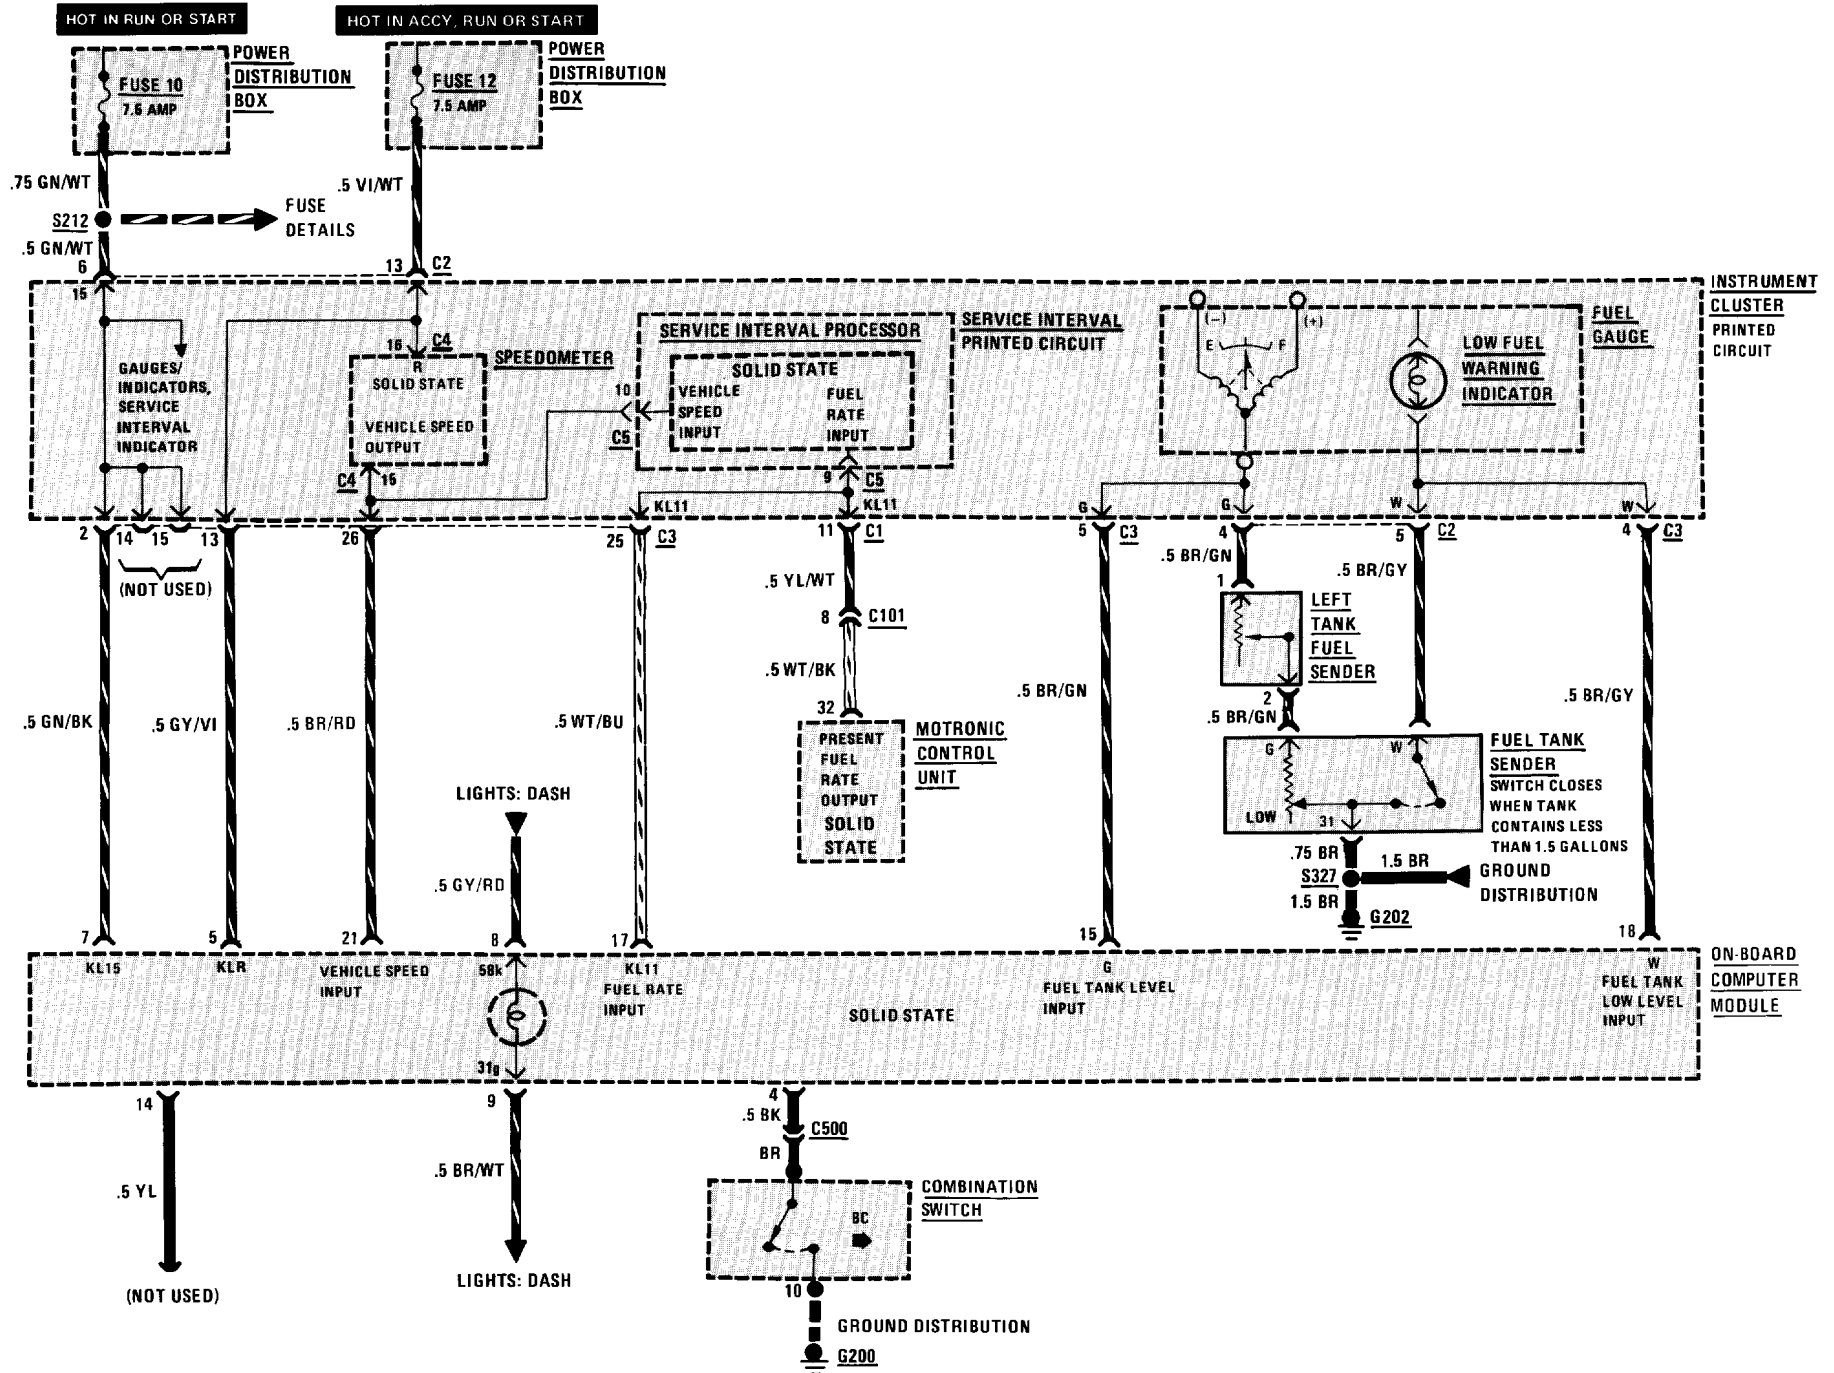 HOT IN RUN OR START
HOT IN ACCY, RUN OR START
FUSE 10
7.6 AMP
POWER
DISTRIBUTION
BOX
FUSE 12
7.5 AMP
POWER
DISTRIBUTION
BOX
.75 GN/WT
S212
FUSE
DETAILS
.5 GN/WT
.5 VI/WT
6
13
C2
15
INSTRUMENT
CLUSTER
PRINTED
CIRCUIT
GAUGES/
INDICATORS,
SERVICE
INTERVAL
INDICATOR
16
C4
R
SOLID STATE
VEHICLE SPEED
OUTPUT
SPEEDOMETER
C4
15
SERVICE INTERVAL PROCESSOR
SERVICE INTERVAL
PRINTED CIRCUIT
SOLID STATE
VEHICLE
SPEED
INPUT
FUEL
RATE
INPUT
10
C5
9
C5
KL11
KL11
(−)
(+)
E
F
FUEL
GAUGE
LOW FUEL
WARNING
INDICATOR
G
G
W
W
2
14
15
13
26
25
C3
11
C1
5
C3
4
5
C2
4
C3
(NOT USED)
.5 YL/WT
8
C101
.5 WT/BK
32
PRESENT
FUEL
RATE
OUTPUT
SOLID
STATE
MOTRONIC
CONTROL
UNIT
.5 BR/GN
1
LEFT
TANK
FUEL
SENDER
2
.5 BR/GN
.5 BR/GY
G
W
LOW
31
FUEL TANK
SENDER
SWITCH CLOSES
WHEN TANK
CONTAINS LESS
THAN 1.5 GALLONS
.75 BR
S327
1.5 BR
GROUND
DISTRIBUTION
1.5 BR
G202
.5 GN/BK
.5 GY/VI
.5 BR/RD
.5 WT/BU
.5 BR/GN
.5 BR/GY
LIGHTS: DASH
.5 GY/RD
7
5
21
8
17
15
18
KL15
KLR
VEHICLE SPEED
INPUT
58k
KL11
FUEL RATE
INPUT
SOLID STATE
G
FUEL TANK LEVEL
INPUT
W
FUEL TANK
LOW LEVEL
INPUT
ON-BOARD
COMPUTER
MODULE
31g
14
9
4
.5 YL
(NOT USED)
.5 BR/WT
LIGHTS: DASH
.5 BK
C500
BR
COMBINATION
SWITCH
BC
10
GROUND DISTRIBUTION
G200